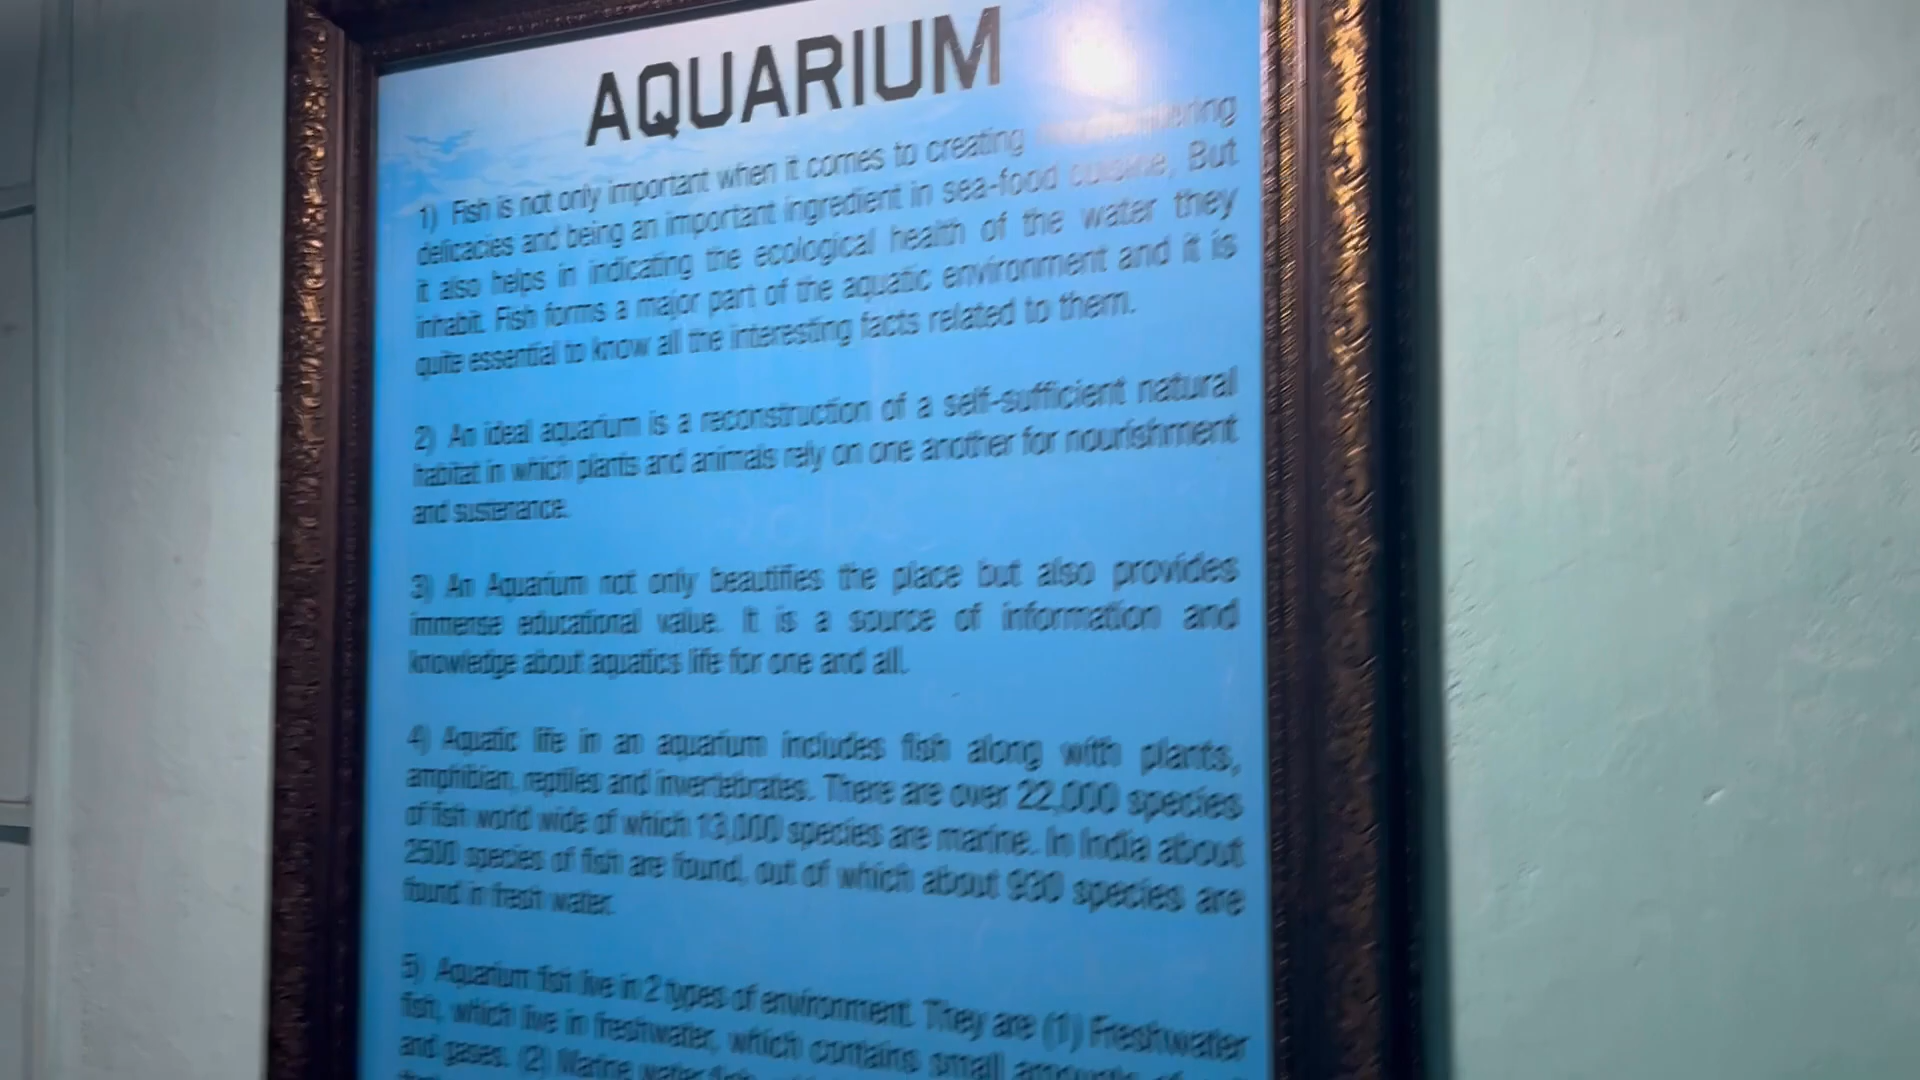 AQUARIUM
1) Fish is not only important when it comes to creating
delicacies and being an important ingredient in sea-food cuisine, But
it also helps in indicating the ecological health of the water they
inhabit. Fish forms a major part of the aquatic environment and it is
quite essential to know all the interesting facts related to them.
2) An ideal aquarium is a reconstruction of a self-sufficient natural
habitat in which plants and animals rely on one another for nourishment
and sustenance.
3) An Aquarium not only beautifies the place but also provides
immense educational value. It is a source of information and
knowledge about aquatics life for one and all.
4) Aquatic life in an aquarium includes fish along with plants,
amphibian, reptiles and invertebrates. There are over 22,000 species
of fish world wide of which 13,000 species are marine. In India about
2500 species of fish are found, out of which about 930 species are
found in fresh water.
5) Aquarium fish live in 2 types of environment. They are (1) Freshwater
fish, which live in freshwater, which contains small amounts of
and gases. (2) Marine water fish